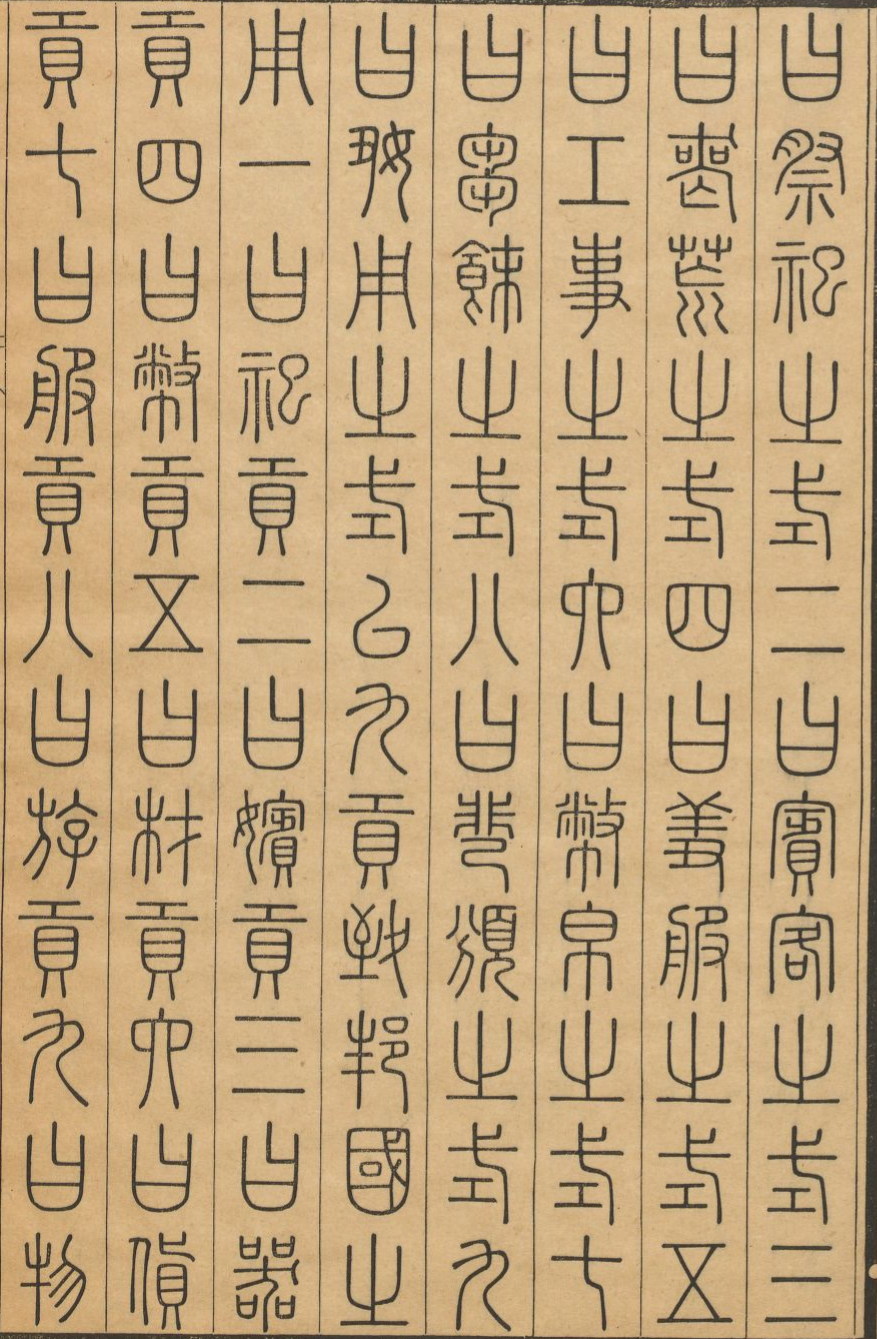 曰祭祀之式二曰賓客之式三
曰喪荒之式四曰羞服之式五
曰工事之式六曰幣帛之式七
曰芻秣之式八曰匪頒之式九
曰好用之式以九貢致邦國之
用一曰祀貢二曰嬪貢三曰器
貢四曰幣貢五曰材貢六曰貨
貢七曰服貢八曰斿貢九曰物